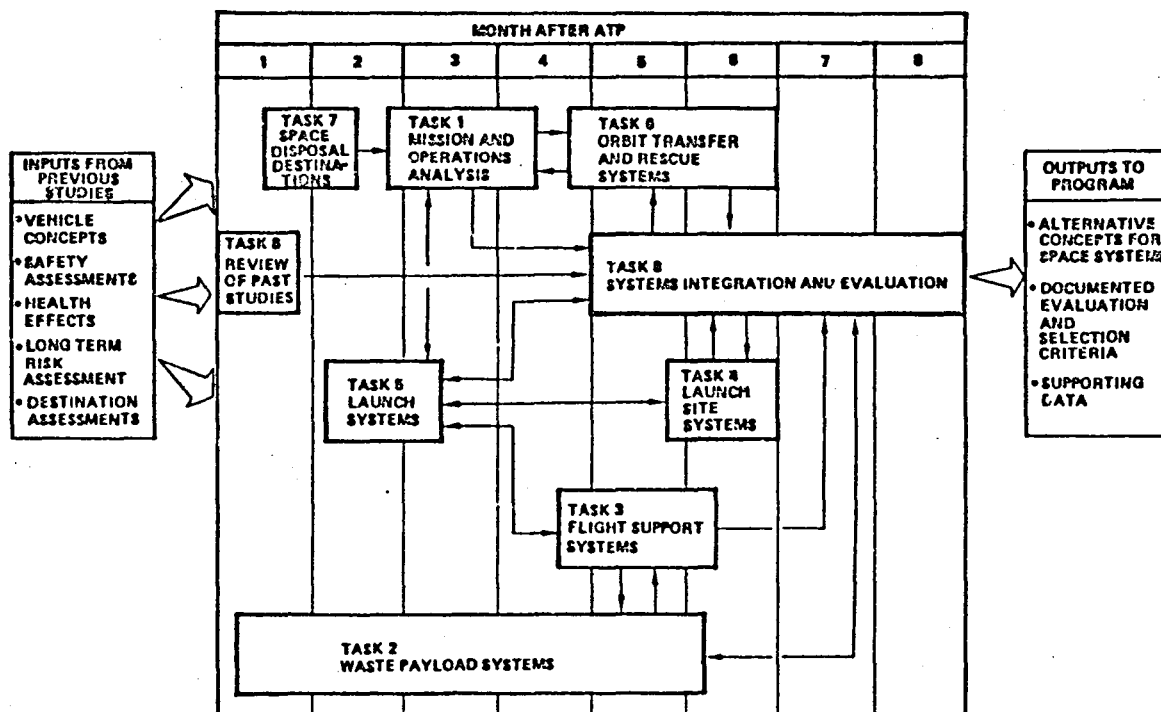 MONTH AFTER ATP
1 2 3 4 5 6 7 8
INPUTS FROM
PREVIOUS
STUDIES
• VEHICLE
CONCEPTS
• SAFETY
ASSESSMENTS
• HEALTH
EFFECTS
• LONG TERM
RISK
ASSESSMENT
• DESTINATION
ASSESSMENTS
TASK 7
SPACE
DISPOSAL
DESTINA-
TIONS
TASK 1
MISSION AND
OPERATIONS
ANALYSIS
TASK 6
ORBIT TRANSFER
AND RESCUE
SYSTEMS
TASK 8
REVIEW
OF PAST
STUDIES
TASK 8
SYSTEMS INTEGRATION AND EVALUATION
TASK 5
LAUNCH
SYSTEMS
TASK 4
LAUNCH
SITE
SYSTEMS
TASK 3
FLIGHT SUPPORT
SYSTEMS
TASK 2
WASTE PAYLOAD SYSTEMS
OUTPUTS TO
PROGRAM
• ALTERNATIVE
CONCEPTS FOR
SPACE SYSTEMS
• DOCUMENTED
EVALUATION
AND
SELECTION
CRITERIA
• SUPPORTING
DATA